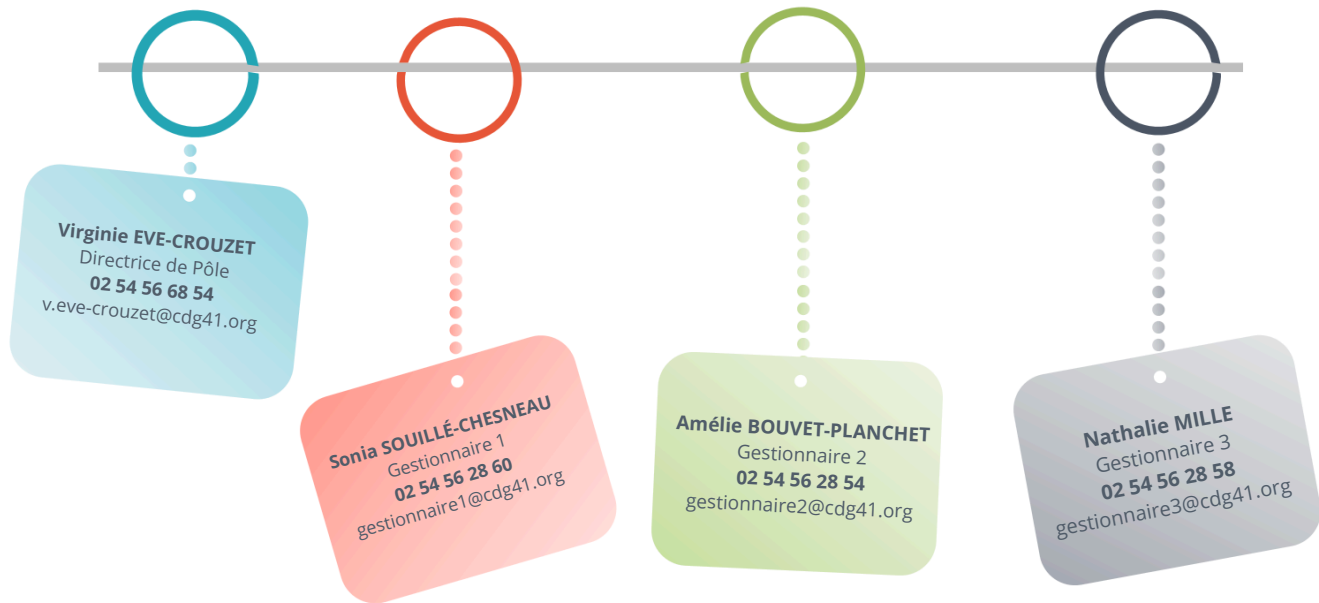 Virginie EVE-CROUZET
Directrice de Pôle
02 54 56 68 54
v.eve-crouzet@cdg41.org
Sonia SOUILLÉ-CHESNEAU
Gestionnaire 1
02 54 56 28 60
gestionnaire1@cdg41.org
Amélie BOUVET-PLANCHET
Gestionnaire 2
02 54 56 28 54
gestionnaire2@cdg41.org
Nathalie MILLE
Gestionnaire 3
02 54 56 28 58
gestionnaire3@cdg41.org